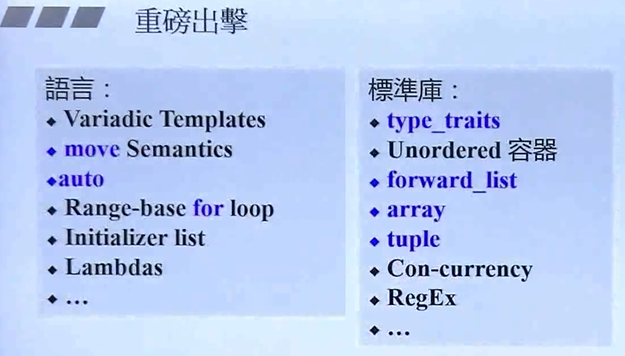 重磅出擊
語言：
◆ Variadic Templates
◆ move Semantics
◆auto
◆ Range-base for loop
◆ Initializer list
◆ Lambdas
◆ …
標準庫：
◆ type_traits
◆ Unordered 容器
◆ forward_list
◆ array
◆ tuple
◆ Con-currency
◆ RegEx
◆ …